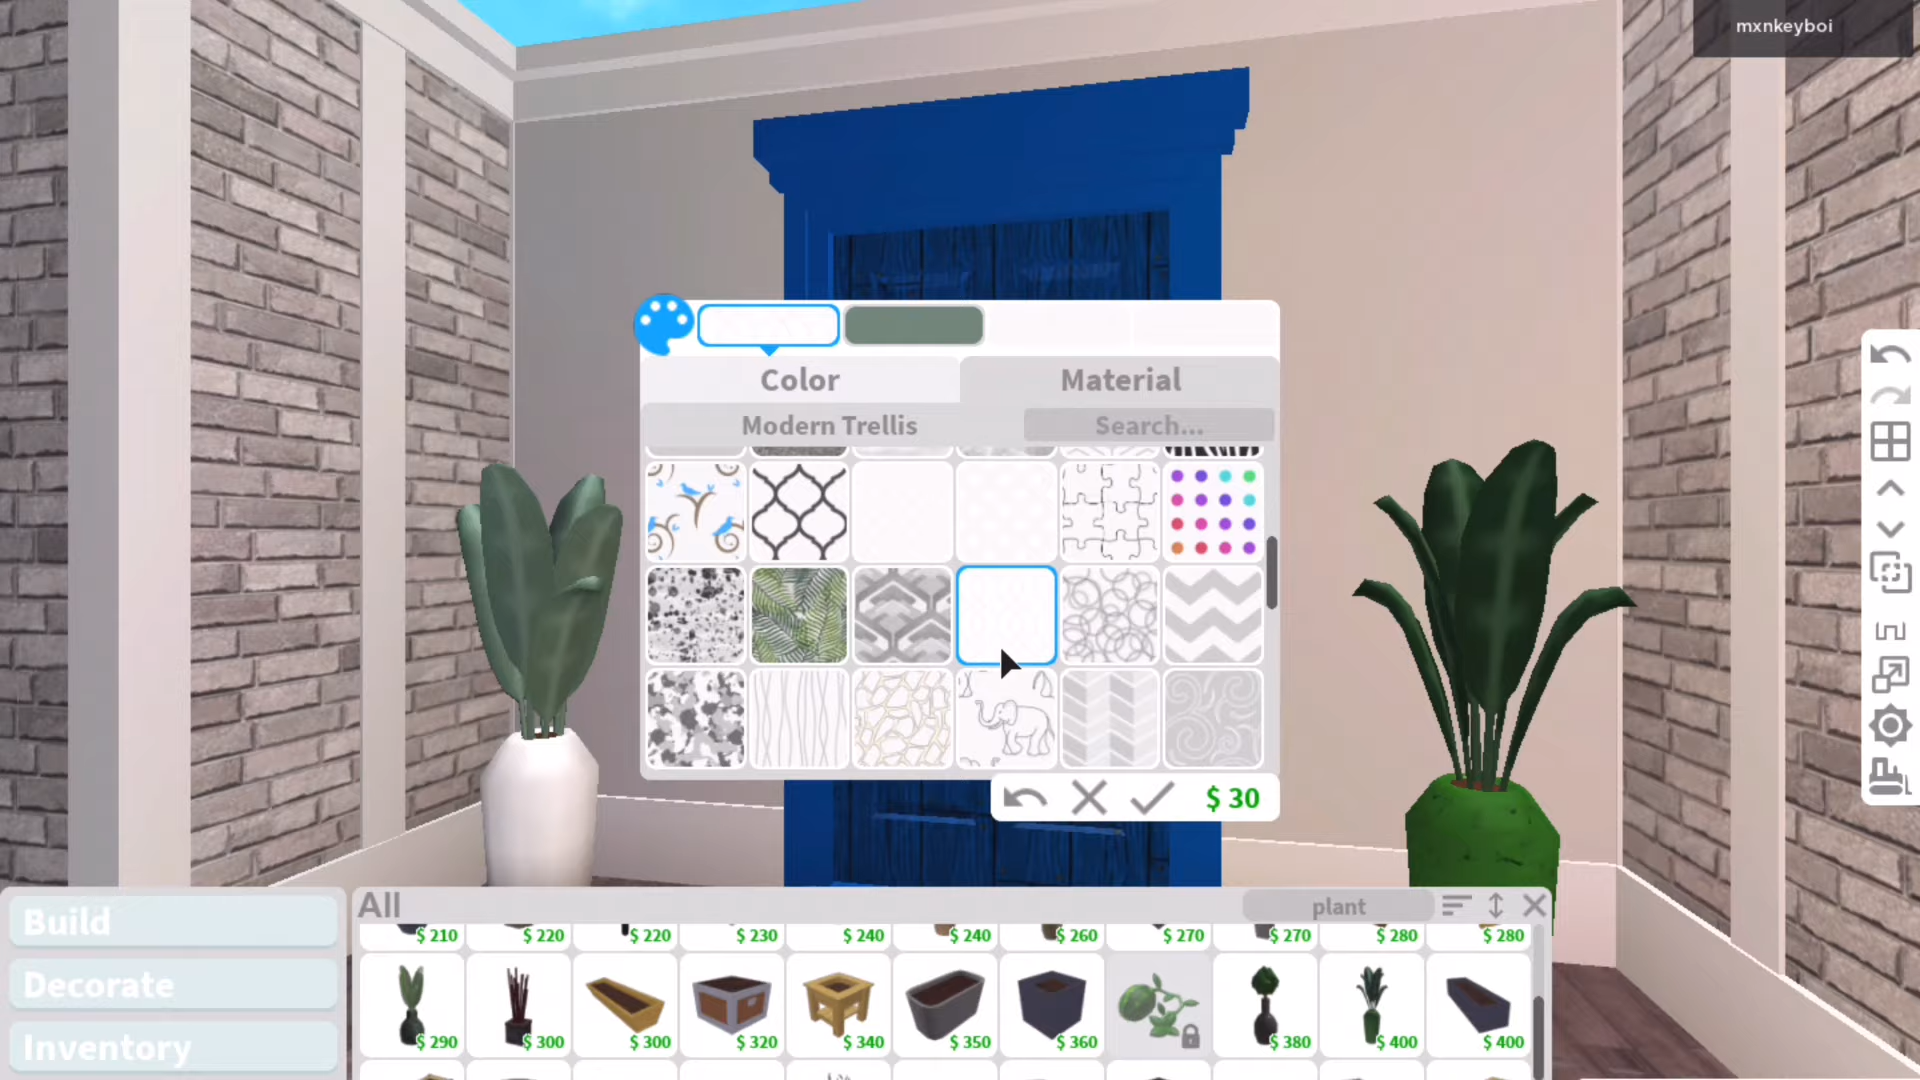 mxnkeyboi
Color
Material
Modern Trellis
Search...
$ 30
Build
Decorate
Inventory
All
plant
$ 210
$ 220
$ 220
$ 230
$ 240
$ 240
$ 260
$ 270
$ 270
$ 280
$ 280
$ 290
$ 300
$ 300
$ 320
$ 340
$ 350
$ 360
$ 380
$ 400
$ 400